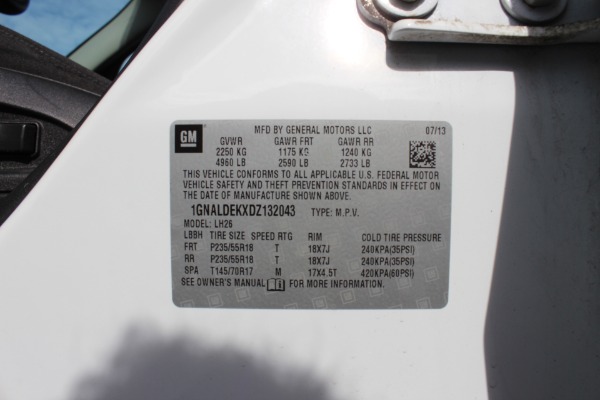 GM
MFD BY GENERAL MOTORS LLC 07/13
GVWR GAWR FRT GAWR RR
2250 KG 1175 KG 1240 KG
4960 LB 2590 LB 2733 LB
THIS VEHICLE CONFORMS TO ALL APPLICABLE U.S. FEDERAL MOTOR
VEHICLE SAFETY AND THEFT PREVENTION STANDARDS IN EFFECT ON
THE DATE OF MANUFACTURE SHOWN ABOVE.
1GNALDEKXDZ132043 TYPE: M.P.V.
MODEL: LH26
LBBH TIRE SIZE SPEED RTG RIM COLD TIRE PRESSURE
FRT P235/55R18 T 18X7J 240KPA(35PSI)
RR P235/55R18 T 18X7J 240KPA(35PSI)
SPA T145/70R17 M 17X4.5T 420KPA(60PSI)
SEE OWNER'S MANUAL FOR MORE INFORMATION.